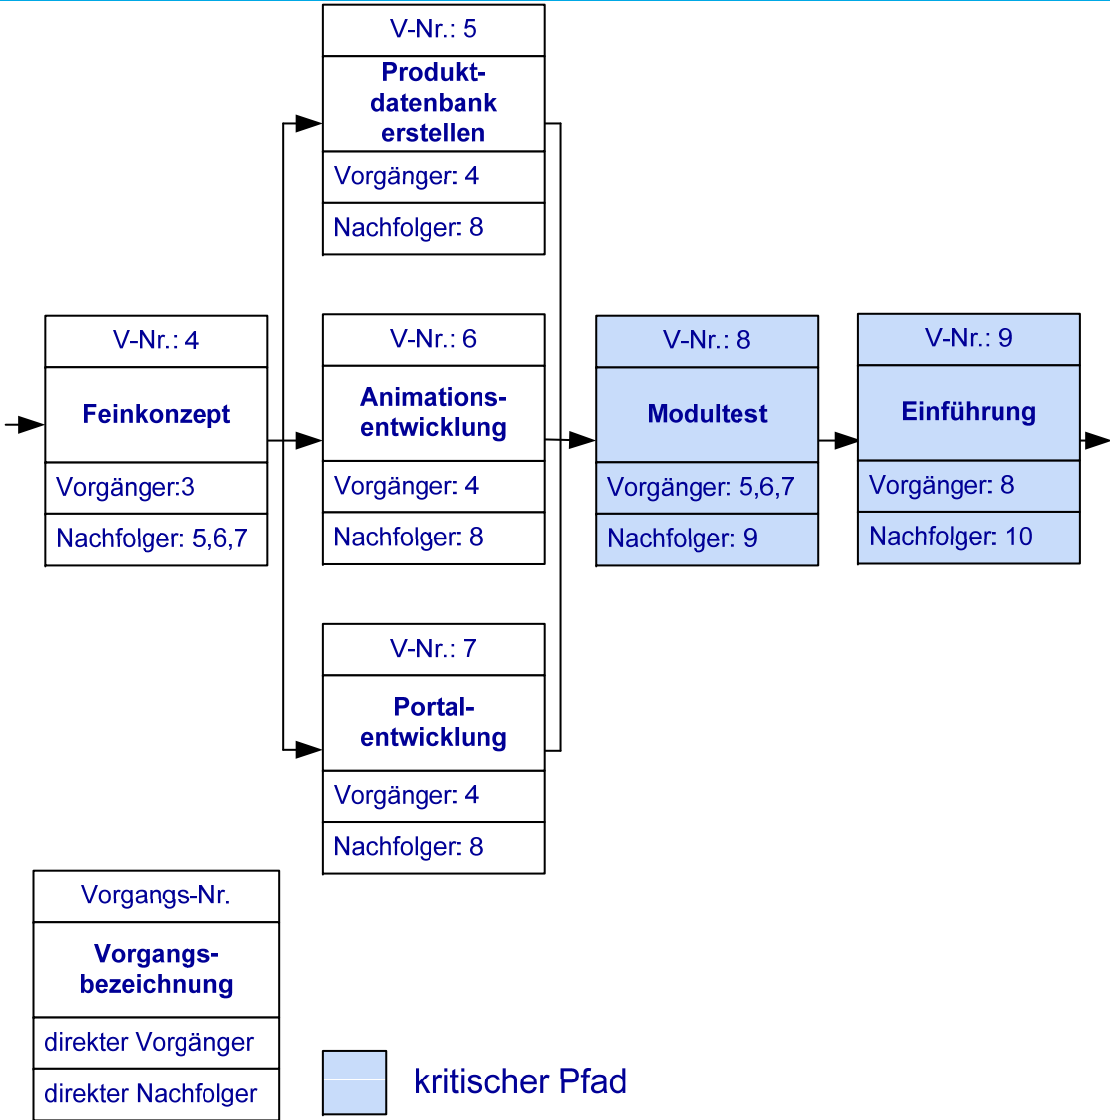 V-Nr.: 5
Produkt-
datenbank
erstellen
Vorgänger: 4
Nachfolger: 8
V-Nr.: 4
Feinkonzept
Vorgänger:3
Nachfolger: 5,6,7
V-Nr.: 6
Animations-
entwicklung
Vorgänger: 4
Nachfolger: 8
V-Nr.: 8
Modultest
Vorgänger: 5,6,7
Nachfolger: 9
V-Nr.: 9
Einführung
Vorgänger: 8
Nachfolger: 10
V-Nr.: 7
Portal-
entwicklung
Vorgänger: 4
Nachfolger: 8
Vorgangs-Nr.
Vorgangs-
bezeichnung
direkter Vorgänger
direkter Nachfolger
kritischer Pfad